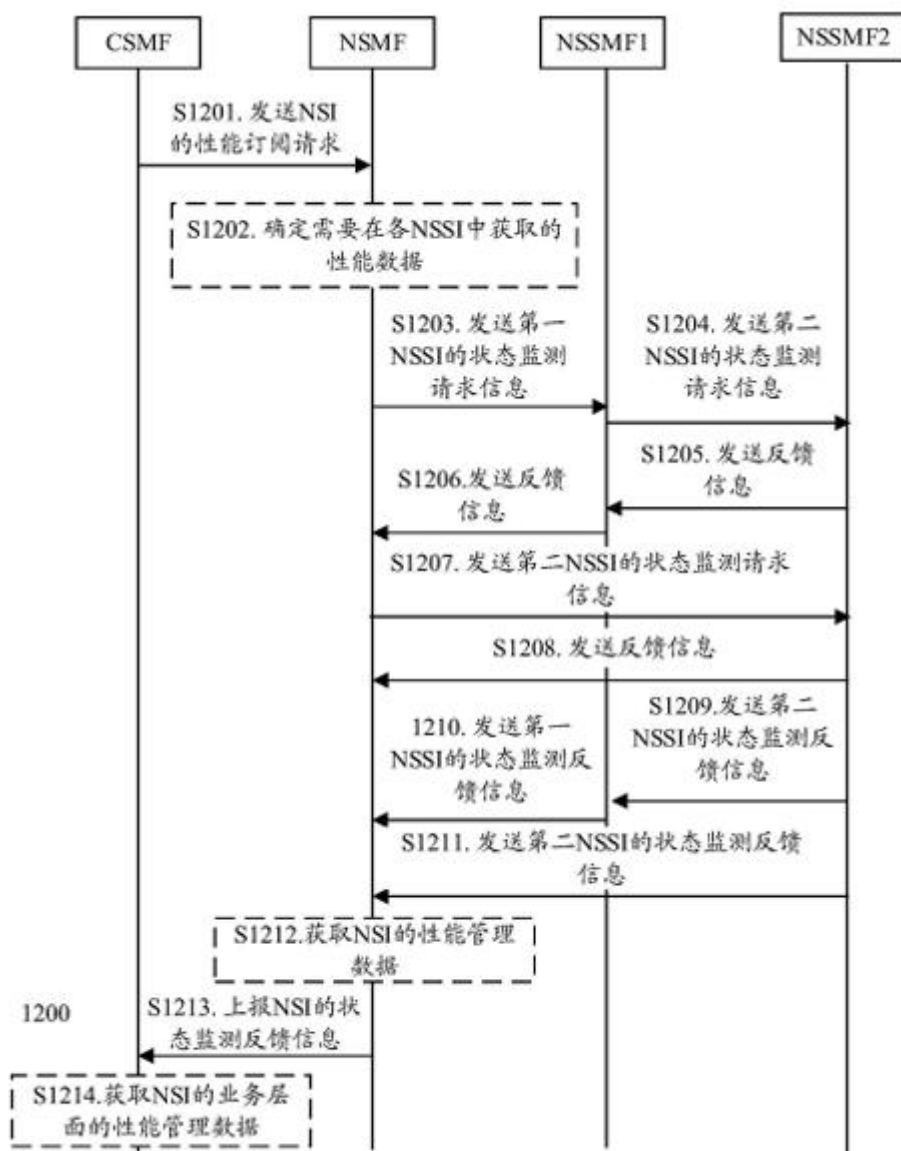 CSMF
NSMF
NSSMF1
NSSMF2
S1201. 发送NSI
的性能订阅请求
S1202. 确定需要在各NSSI中获取的
性能数据
S1203. 发送第一
NSSI的状态监测
请求信息
S1204. 发送第二
NSSI的状态监测
请求信息
S1205. 发送反馈
信息
S1206.发送反馈
信息
S1207. 发送第二NSSI的状态监测请求
信息
S1208. 发送反馈信息
S1209.发送第二
NSSI的状态监测反
馈信息
1210. 发送第一
NSSI的状态监测反
馈信息
S1211. 发送第二NSSI的状态监测反馈
信息
S1212.获取NSI的性能管理
数据
1200
S1213. 上报NSI的状
态监测反馈信息
S1214.获取NSI的业务层
面的性能管理数据